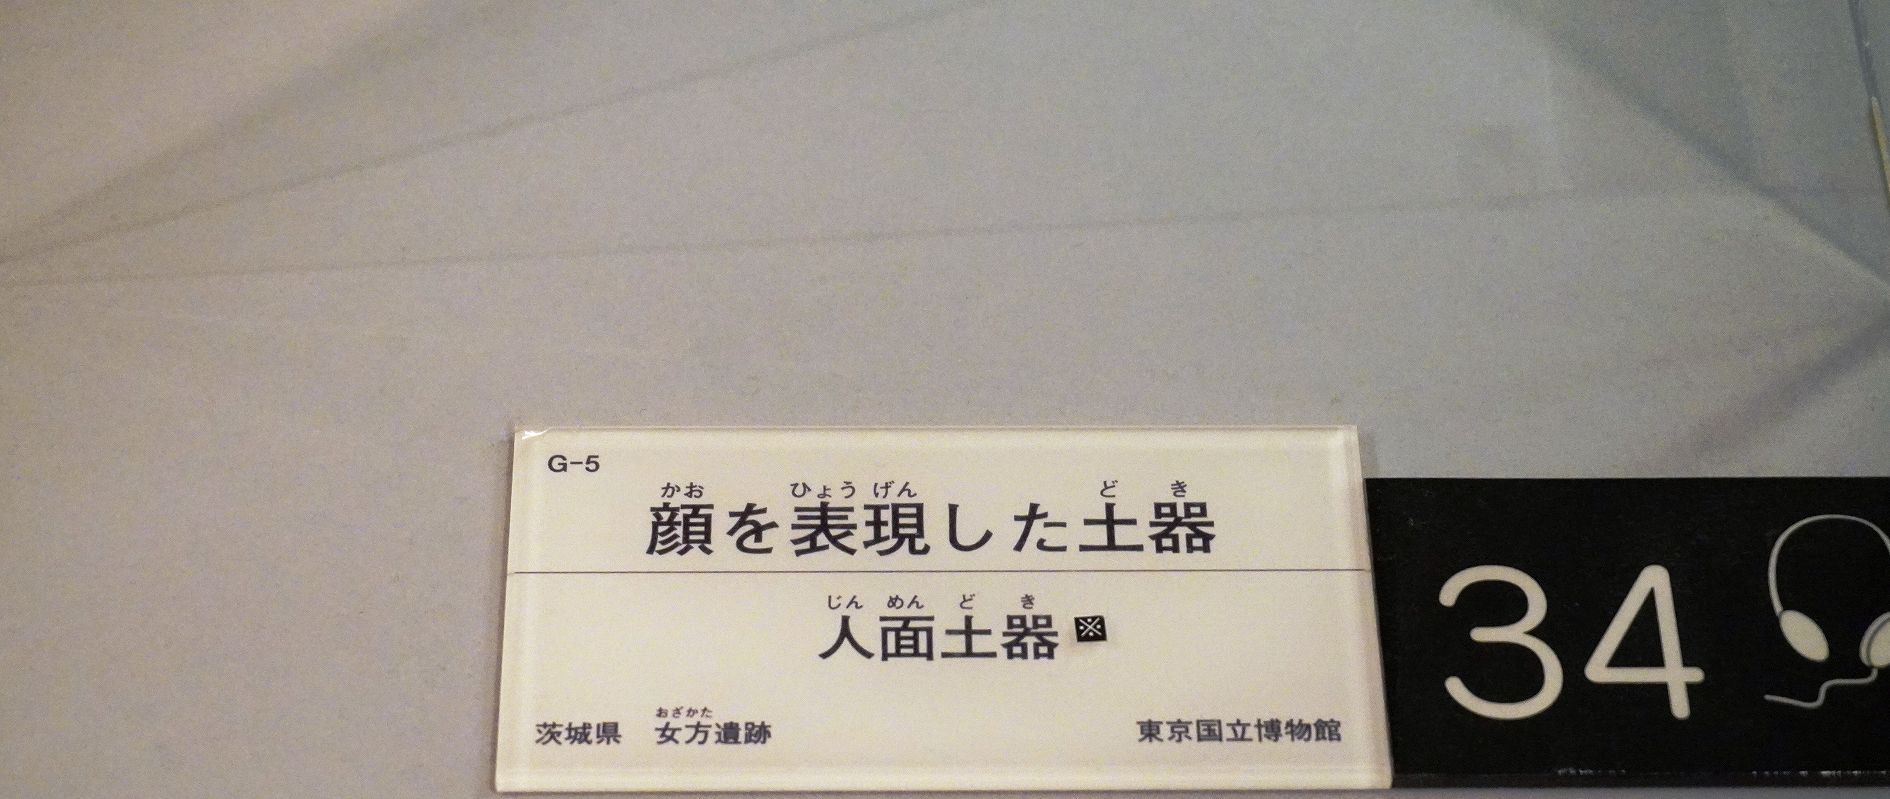 G-5
かお ひょう げん ど き
顔を表現した土器
じん めん ど き
人面土器 ※
おざかた
茨城県 女方遺跡
東京国立博物館
34